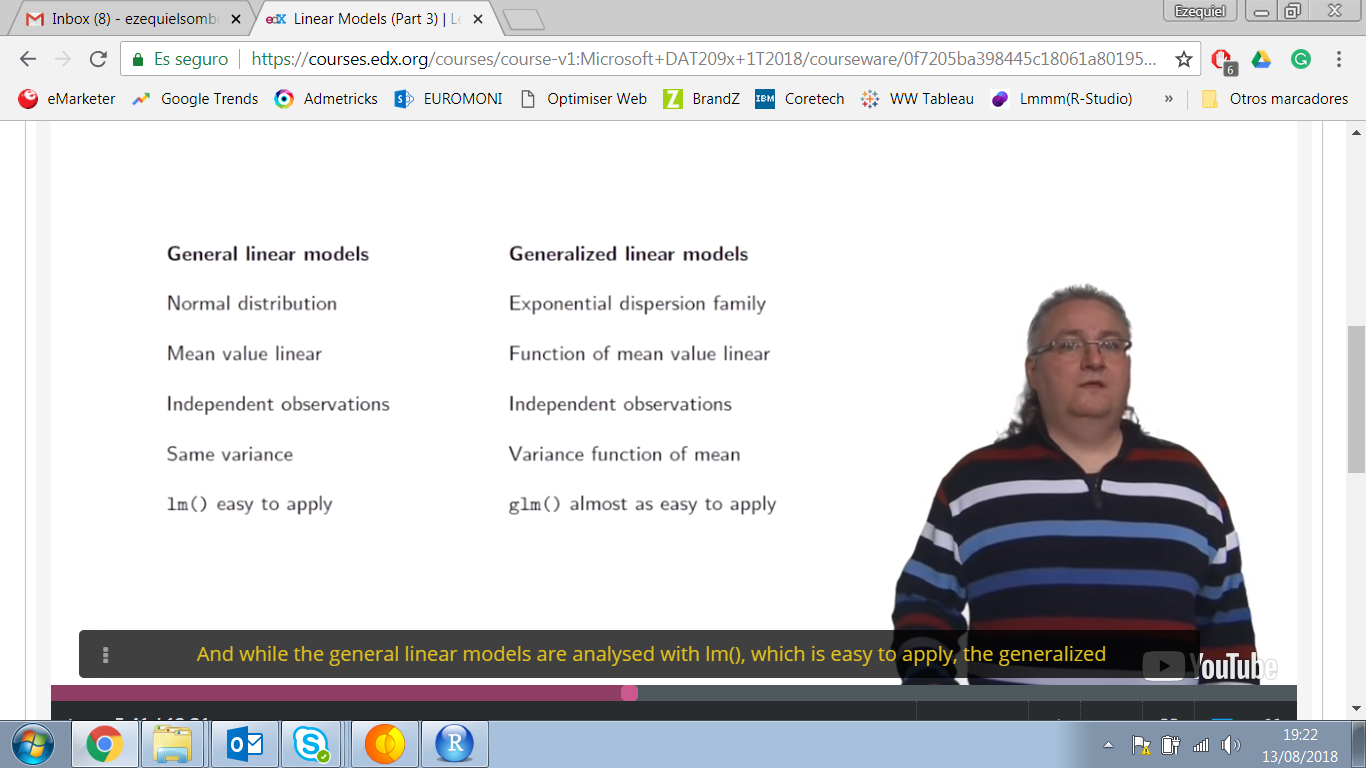 Inbox (8) - ezequielsomb
edX Linear Models (Part 3) | Le
Ezequiel
Es seguro
https://courses.edx.org/courses/course-v1:Microsoft+DAT209x+1T2018/courseware/0f7205ba398445c18061a80195...
6
eMarketer
Google Trends
Admetricks
EUROMONI
Optimiser Web
Z BrandZ
IBM Coretech
WW Tableau
Lmmm(R-Studio)
»
Otros marcadores
General linear models
Generalized linear models
Normal distribution
Exponential dispersion family
Mean value linear
Function of mean value linear
Independent observations
Independent observations
Same variance
Variance function of mean
lm() easy to apply
glm() almost as easy to apply
And while the general linear models are analysed with lm(), which is easy to apply, the generalized
YouTube
19:22
13/08/2018